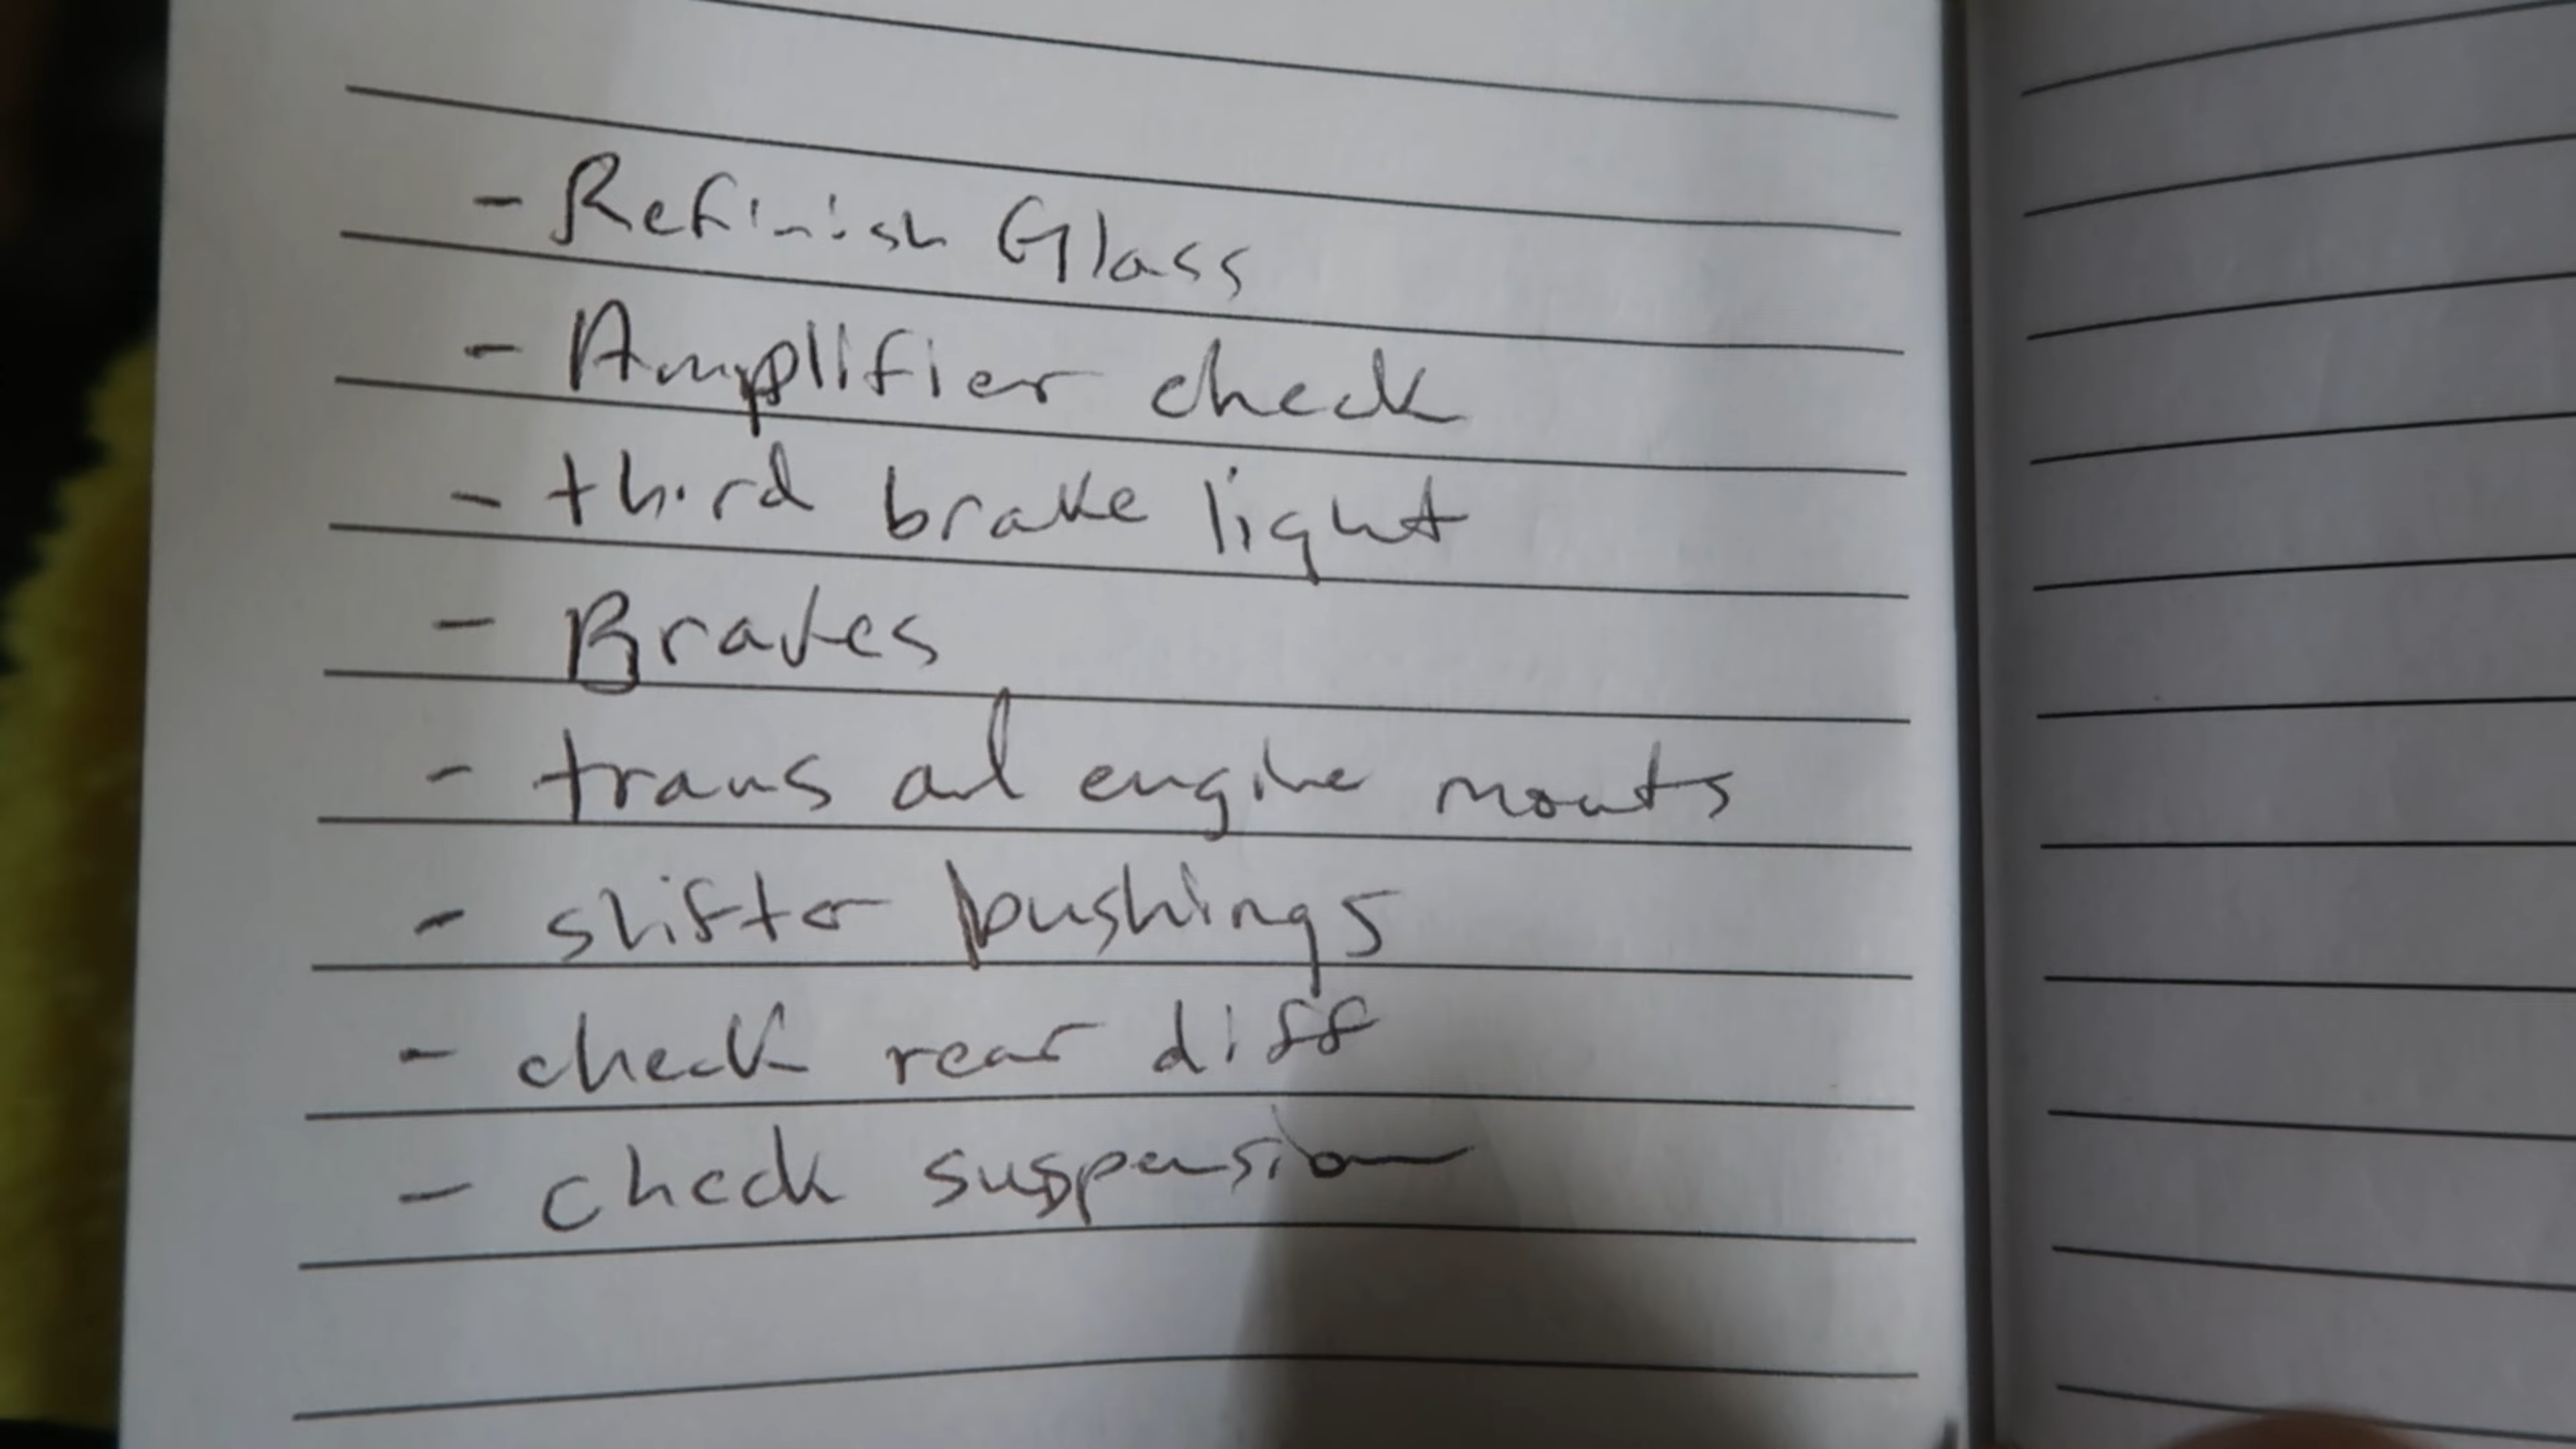 - Refinish Glass
- Amplifier check
- third brake light
- Brakes
- trans and engine mounts
- shifter bushings
- check rear diff
- check suspension